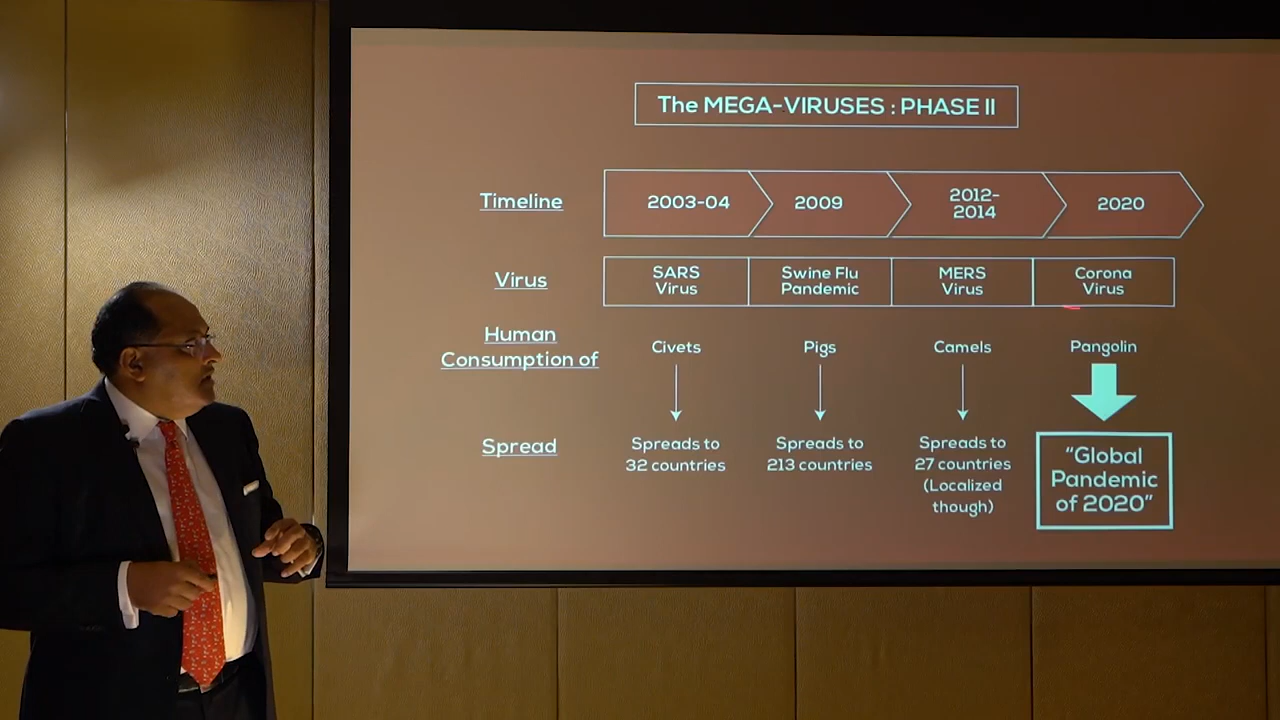 The MEGA-VIRUSES : PHASE II
Timeline
2003-04
2009
2012-
2014
2020
Virus
SARS
Virus
Swine Flu
Pandemic
MERS
Virus
Corona
Virus
Human
Consumption of
Civets
Pigs
Camels
Pangolin
Spread
Spreads to
32 countries
Spreads to
213 countries
Spreads to
27 countries
(Localized
though)
“Global
Pandemic
of 2020”